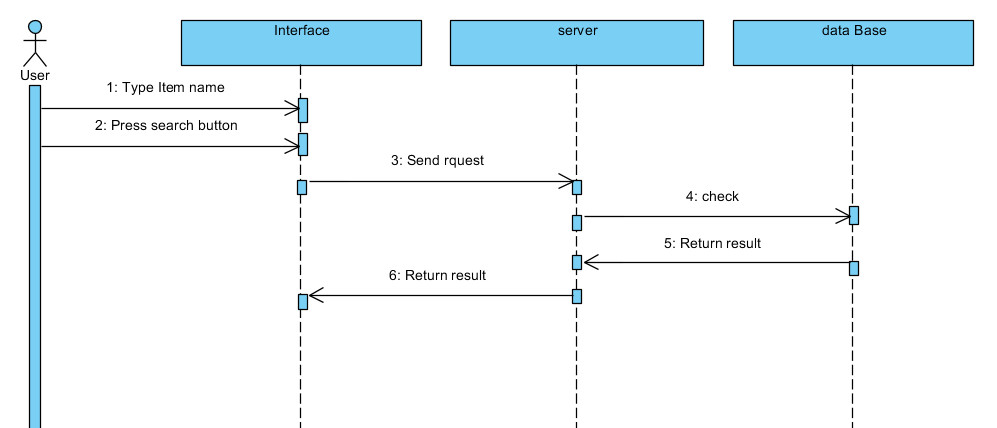 Interface
server
data Base
User
1: Type Item name
2: Press search button
3: Send rquest
4: check
5: Return result
6: Return result